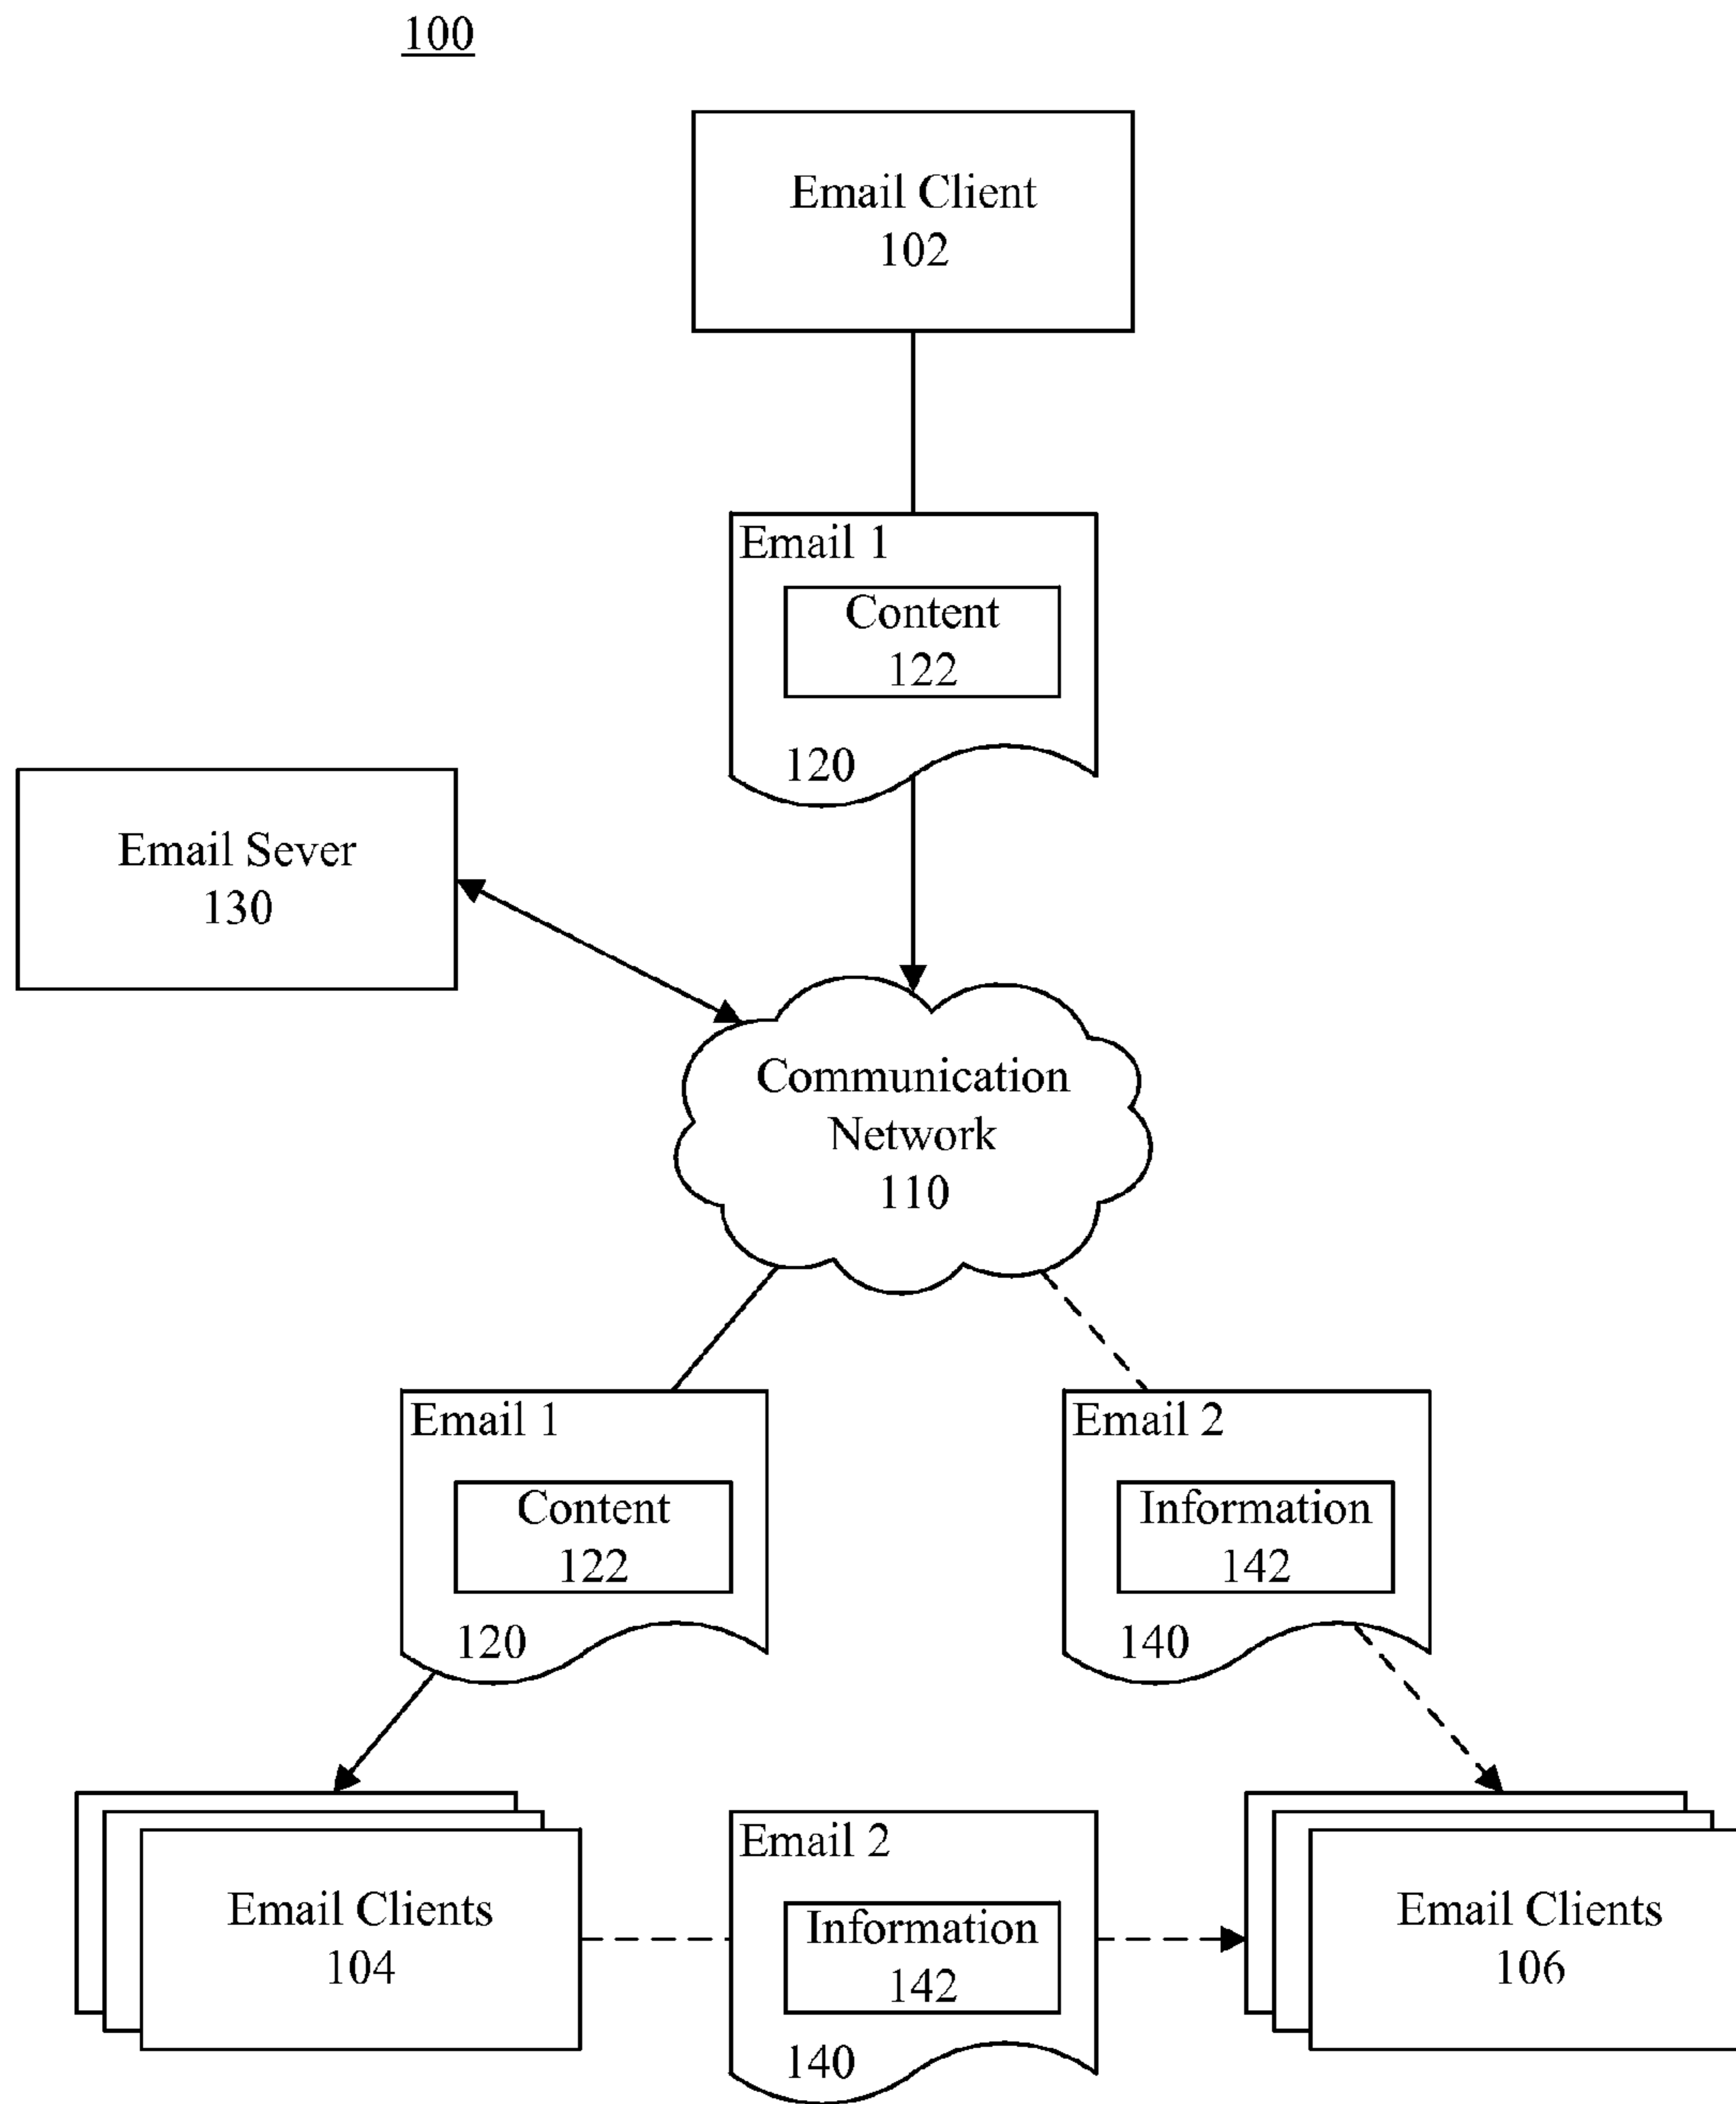 100
Email Client
102
Email 1
Content
122
120
Email Sever
130
Communication
Network
110
Email 1
Content
122
120
Email 2
Information
142
140
Email Clients
104
Email 2
Information
142
140
Email Clients
106